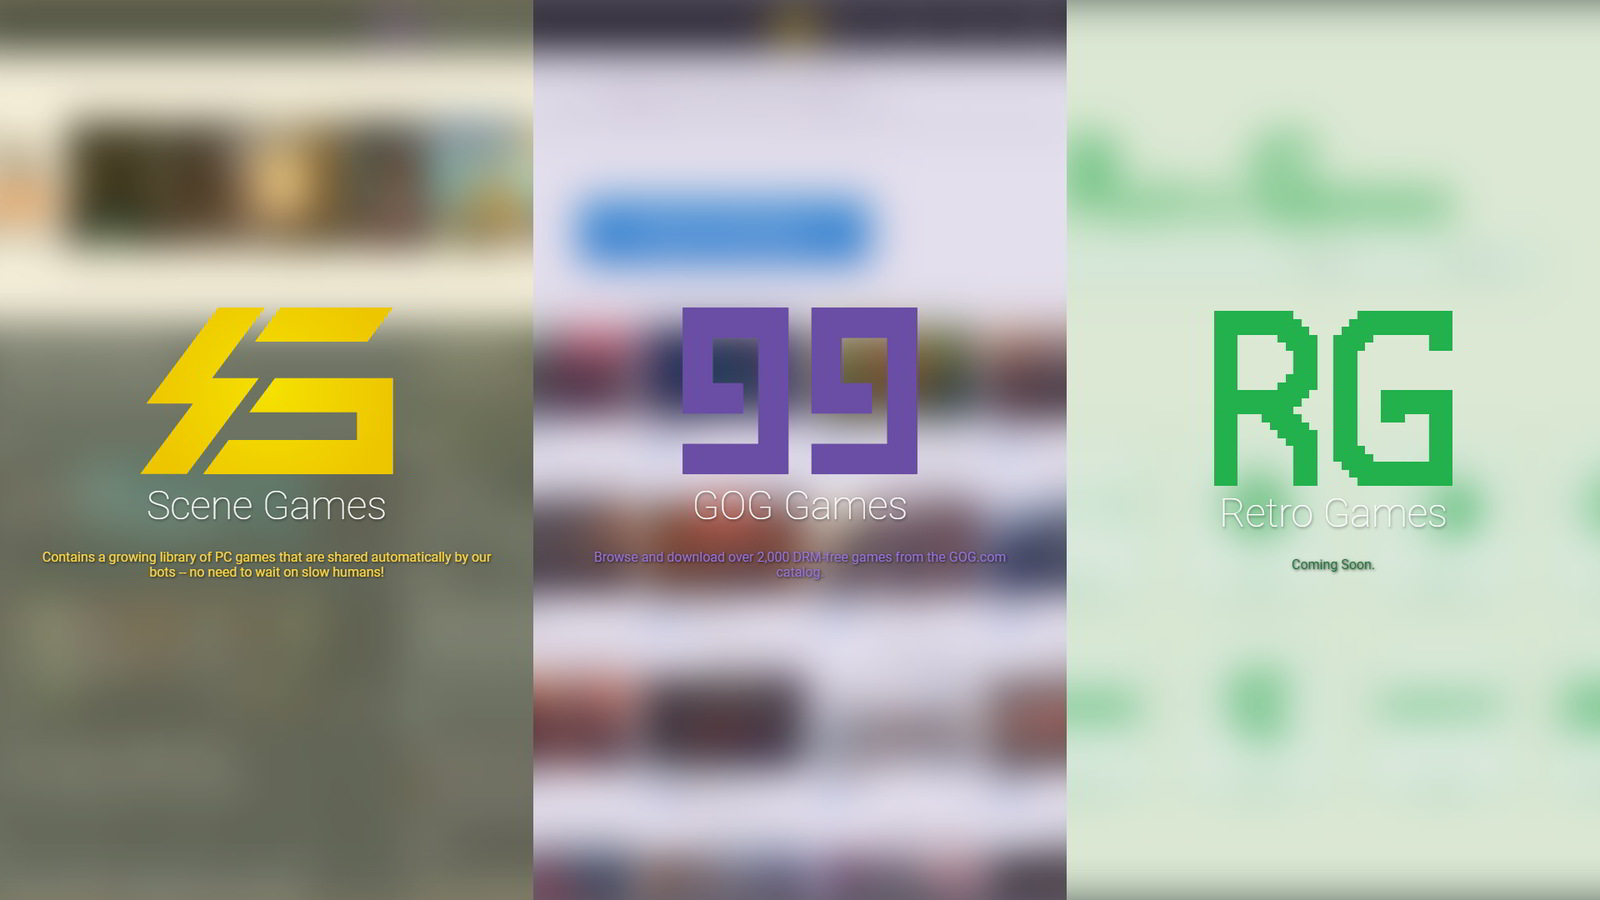 SG
Scene Games
Contains a growing library of PC games that are shared automatically by our
bots – no need to wait on slow humans!
gg
GOG Games
Browse and download over 2,000 DRM-free games from the GOG.com
catalog.
RG
Retro Games
Coming Soon.